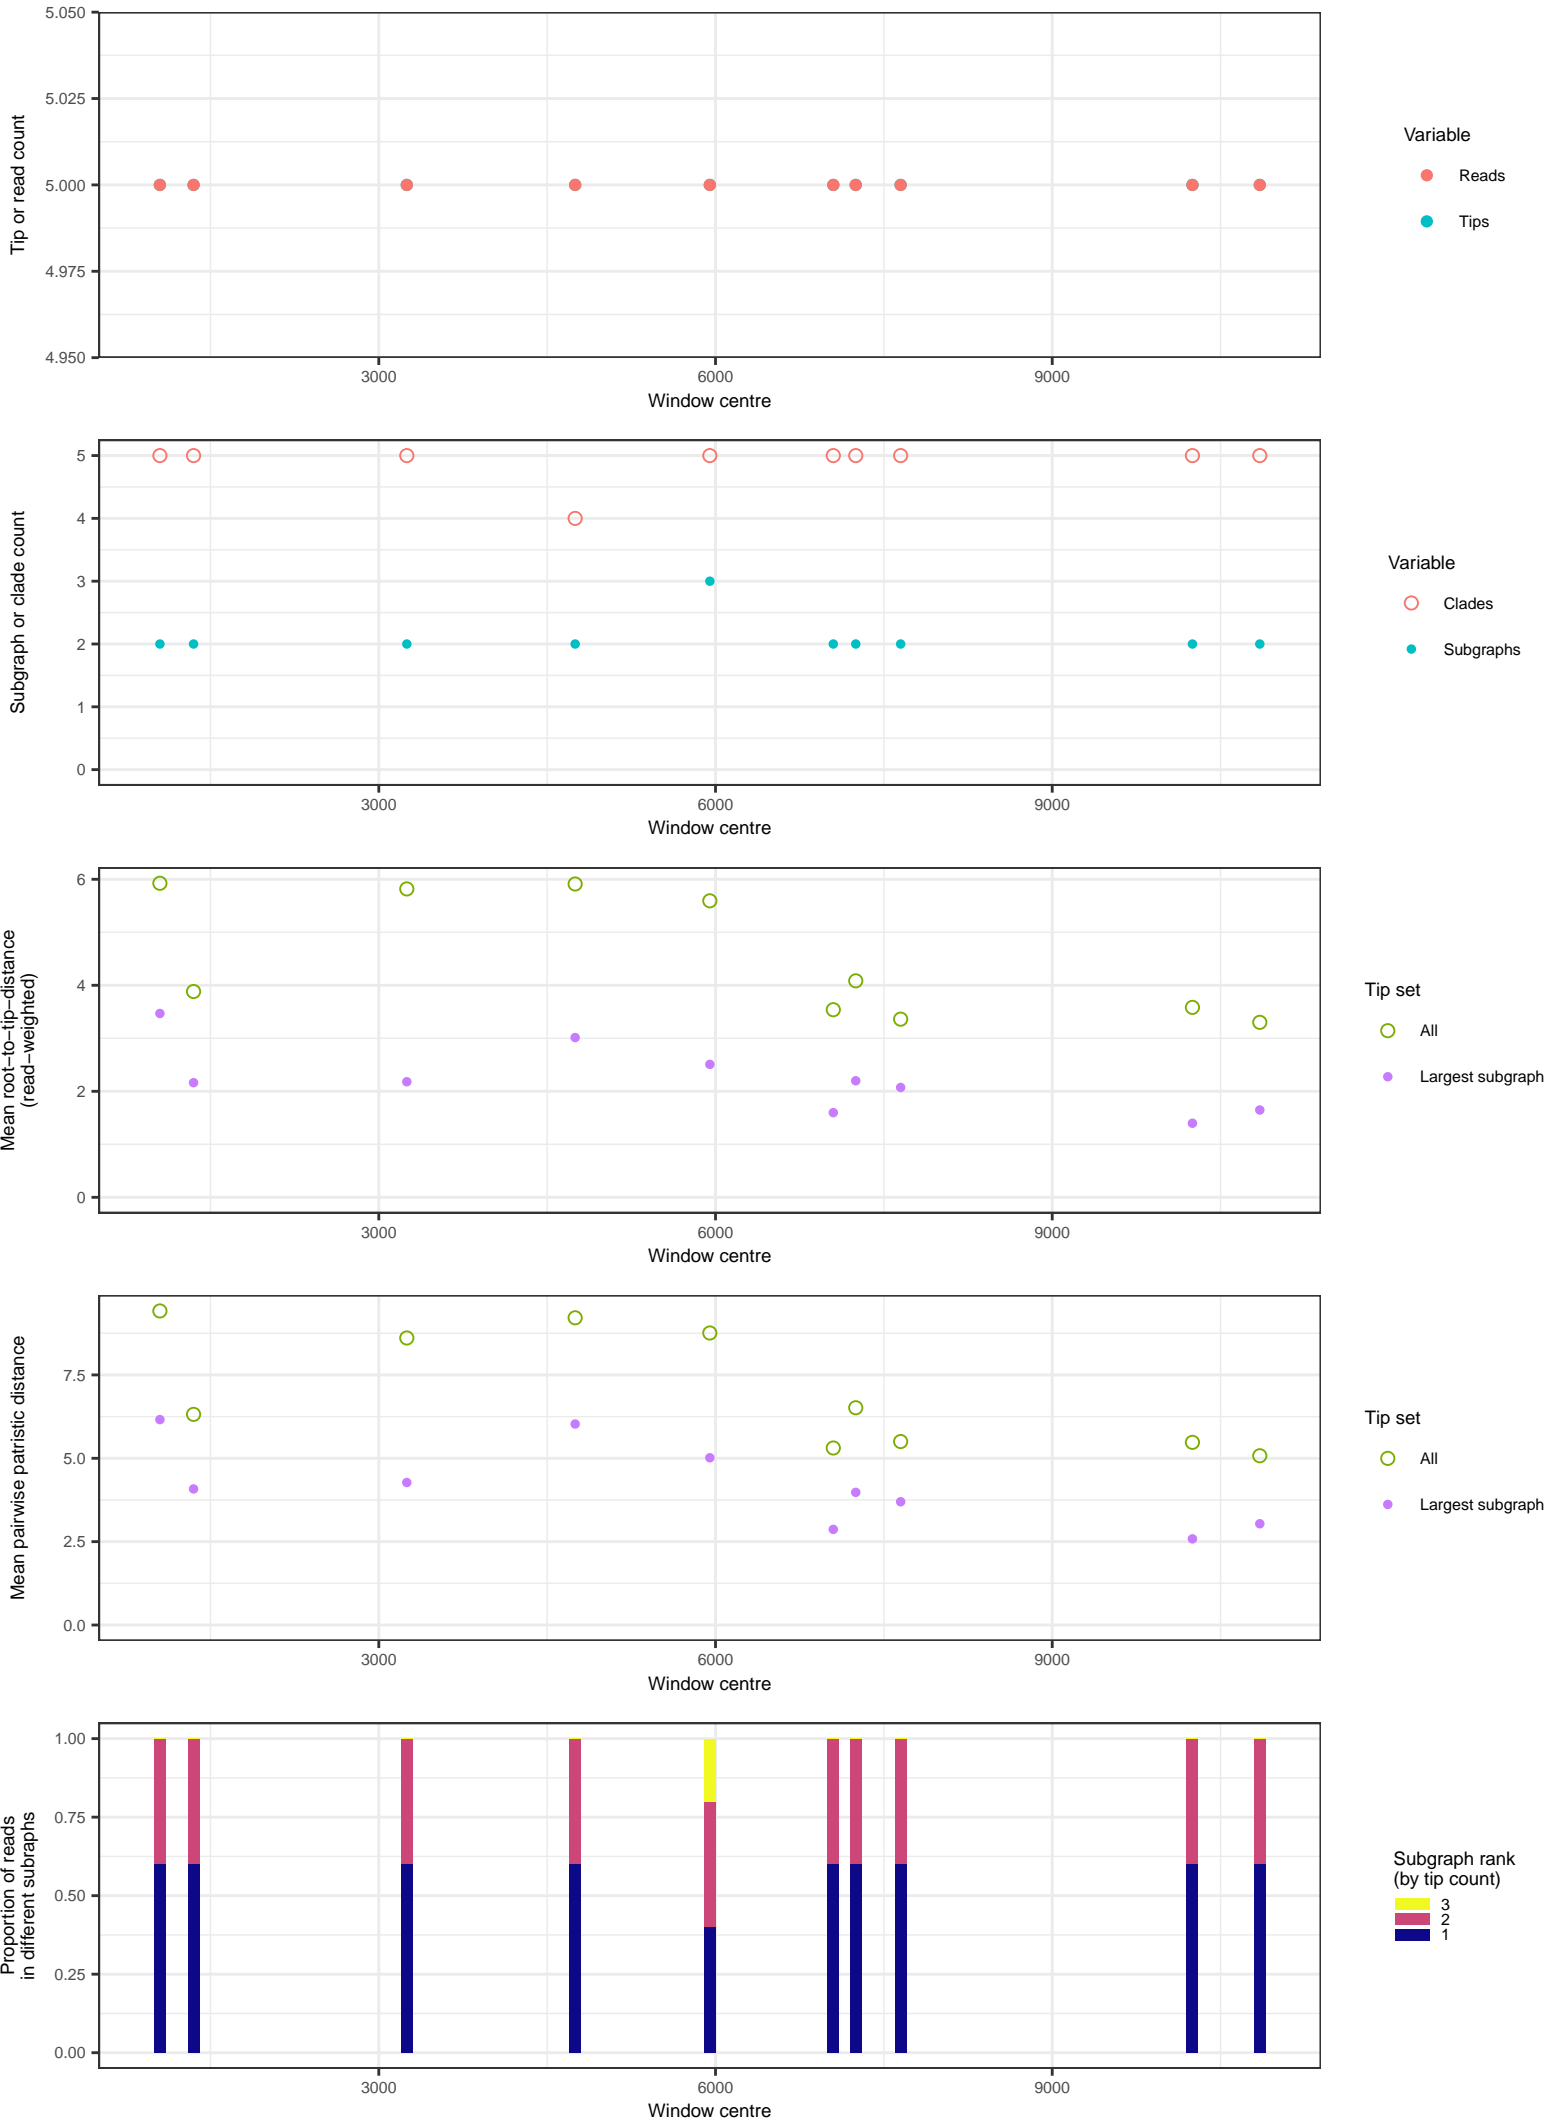 5.050
5.025
5.000
4.975
4.950
Tip or read count
3000 6000 9000
Window centre
Variable
Reads
Tips
5
4
3
2
1
0
Subgraph or clade count
3000 6000 9000
Window centre
Variable
Clades
Subgraphs
6
4
2
0
Mean root−to−tip−distance
(read−weighted)
3000 6000 9000
Window centre
Tip set
All
Largest subgraph
7.5
5.0
2.5
0.0
Mean pairwise patristic distance
3000 6000 9000
Window centre
Tip set
All
Largest subgraph
1.00
0.75
0.50
0.25
0.00
Proportion of reads
in different subraphs
3000 6000 9000
Window centre
Subgraph rank
(by tip count)
3
2
1